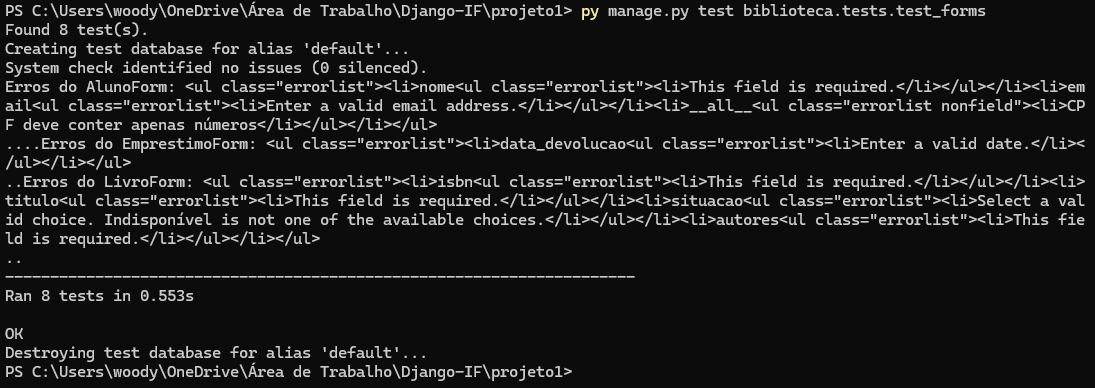 PS C:\Users\woody\OneDrive\Área de Trabalho\Django-IF\projeto1> py manage.py test biblioteca.tests.test_forms
Found 8 test(s).
Creating test database for alias 'default'...
System check identified no issues (0 silenced).
Erros do AlunoForm: <ul class="errorlist"><li>nome<ul class="errorlist"><li>This field is required.</li></ul></li><li>em
ail<ul class="errorlist"><li>Enter a valid email address.</li></ul></li><li>__all__<ul class="errorlist nonfield"><li>CP
F deve conter apenas números</li></ul></li></ul>
....Erros do EmprestimoForm: <ul class="errorlist"><li>data_devolucao<ul class="errorlist"><li>Enter a valid date.</li><
/ul></li></ul>
..Erros do LivroForm: <ul class="errorlist"><li>isbn<ul class="errorlist"><li>This field is required.</li></ul></li><li>
titulo<ul class="errorlist"><li>This field is required.</li></ul></li><li>situacao<ul class="errorlist"><li>Select a val
id choice. Indisponível is not one of the available choices.</li></ul></li><li>autores<ul class="errorlist"><li>This fie
ld is required.</li></ul></li></ul>
..
----------------------------------------------------------------------
Ran 8 tests in 0.553s
OK
Destroying test database for alias 'default'...
PS C:\Users\woody\OneDrive\Área de Trabalho\Django-IF\projeto1>